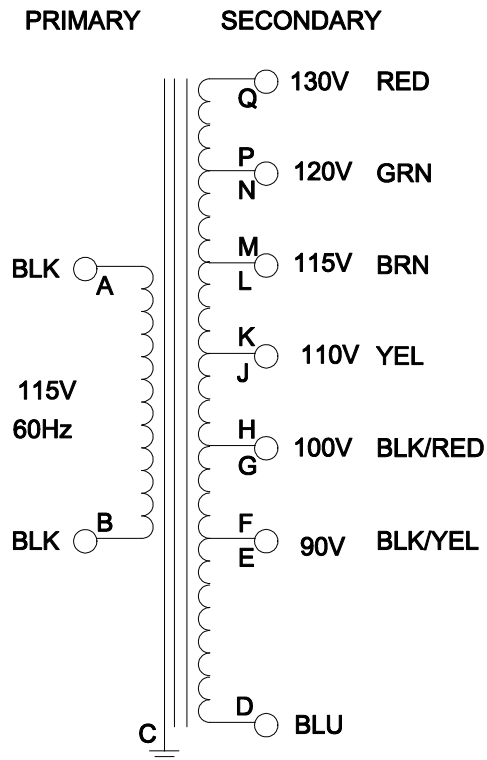 PRIMARY SECONDARY
Q 130V RED
P
N 120V GRN
M
L 115V BRN
BLK A
K
J 110V YEL
115V
60Hz
H
G 100V BLK/RED
BLK B
F
E 90V BLK/YEL
D BLU
C